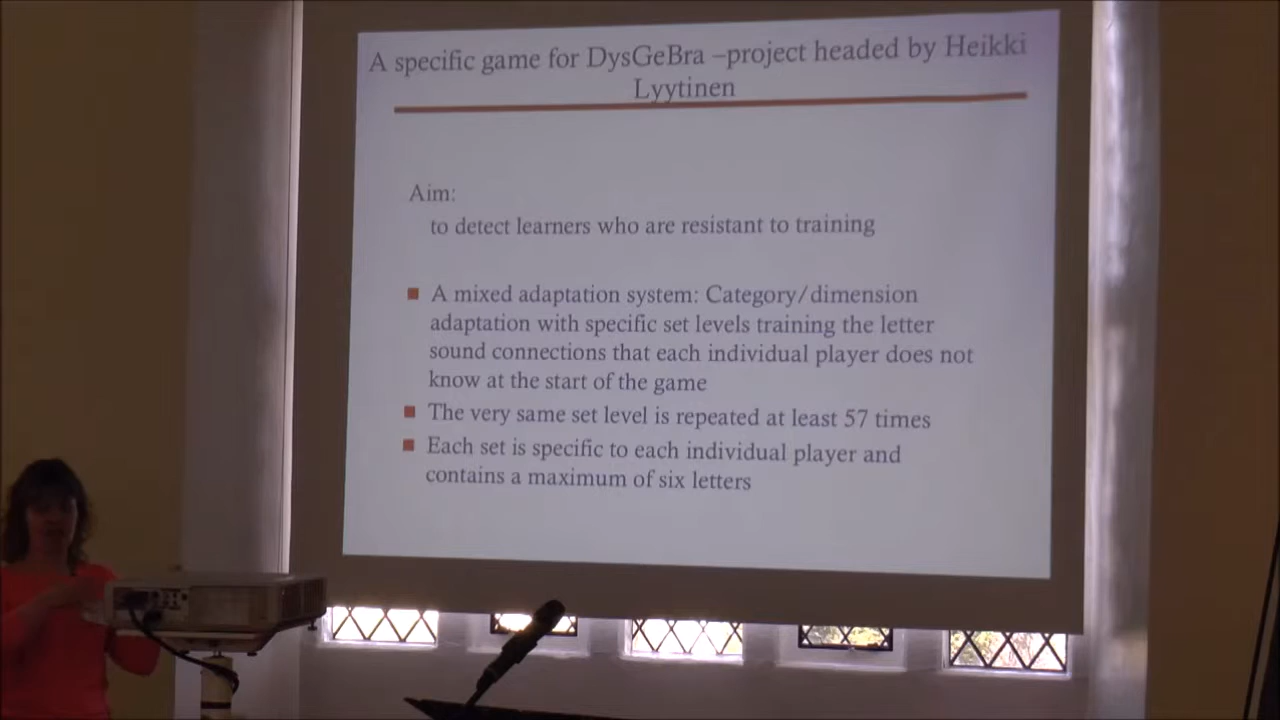 A specific game for DysGeBra –project headed by Heikki
Lyytinen
Aim:
to detect learners who are resistant to training
A mixed adaptation system: Category/dimension
adaptation with specific set levels training the letter
sound connections that each individual player does not
know at the start of the game
The very same set level is repeated at least 57 times
Each set is specific to each individual player and
contains a maximum of six letters